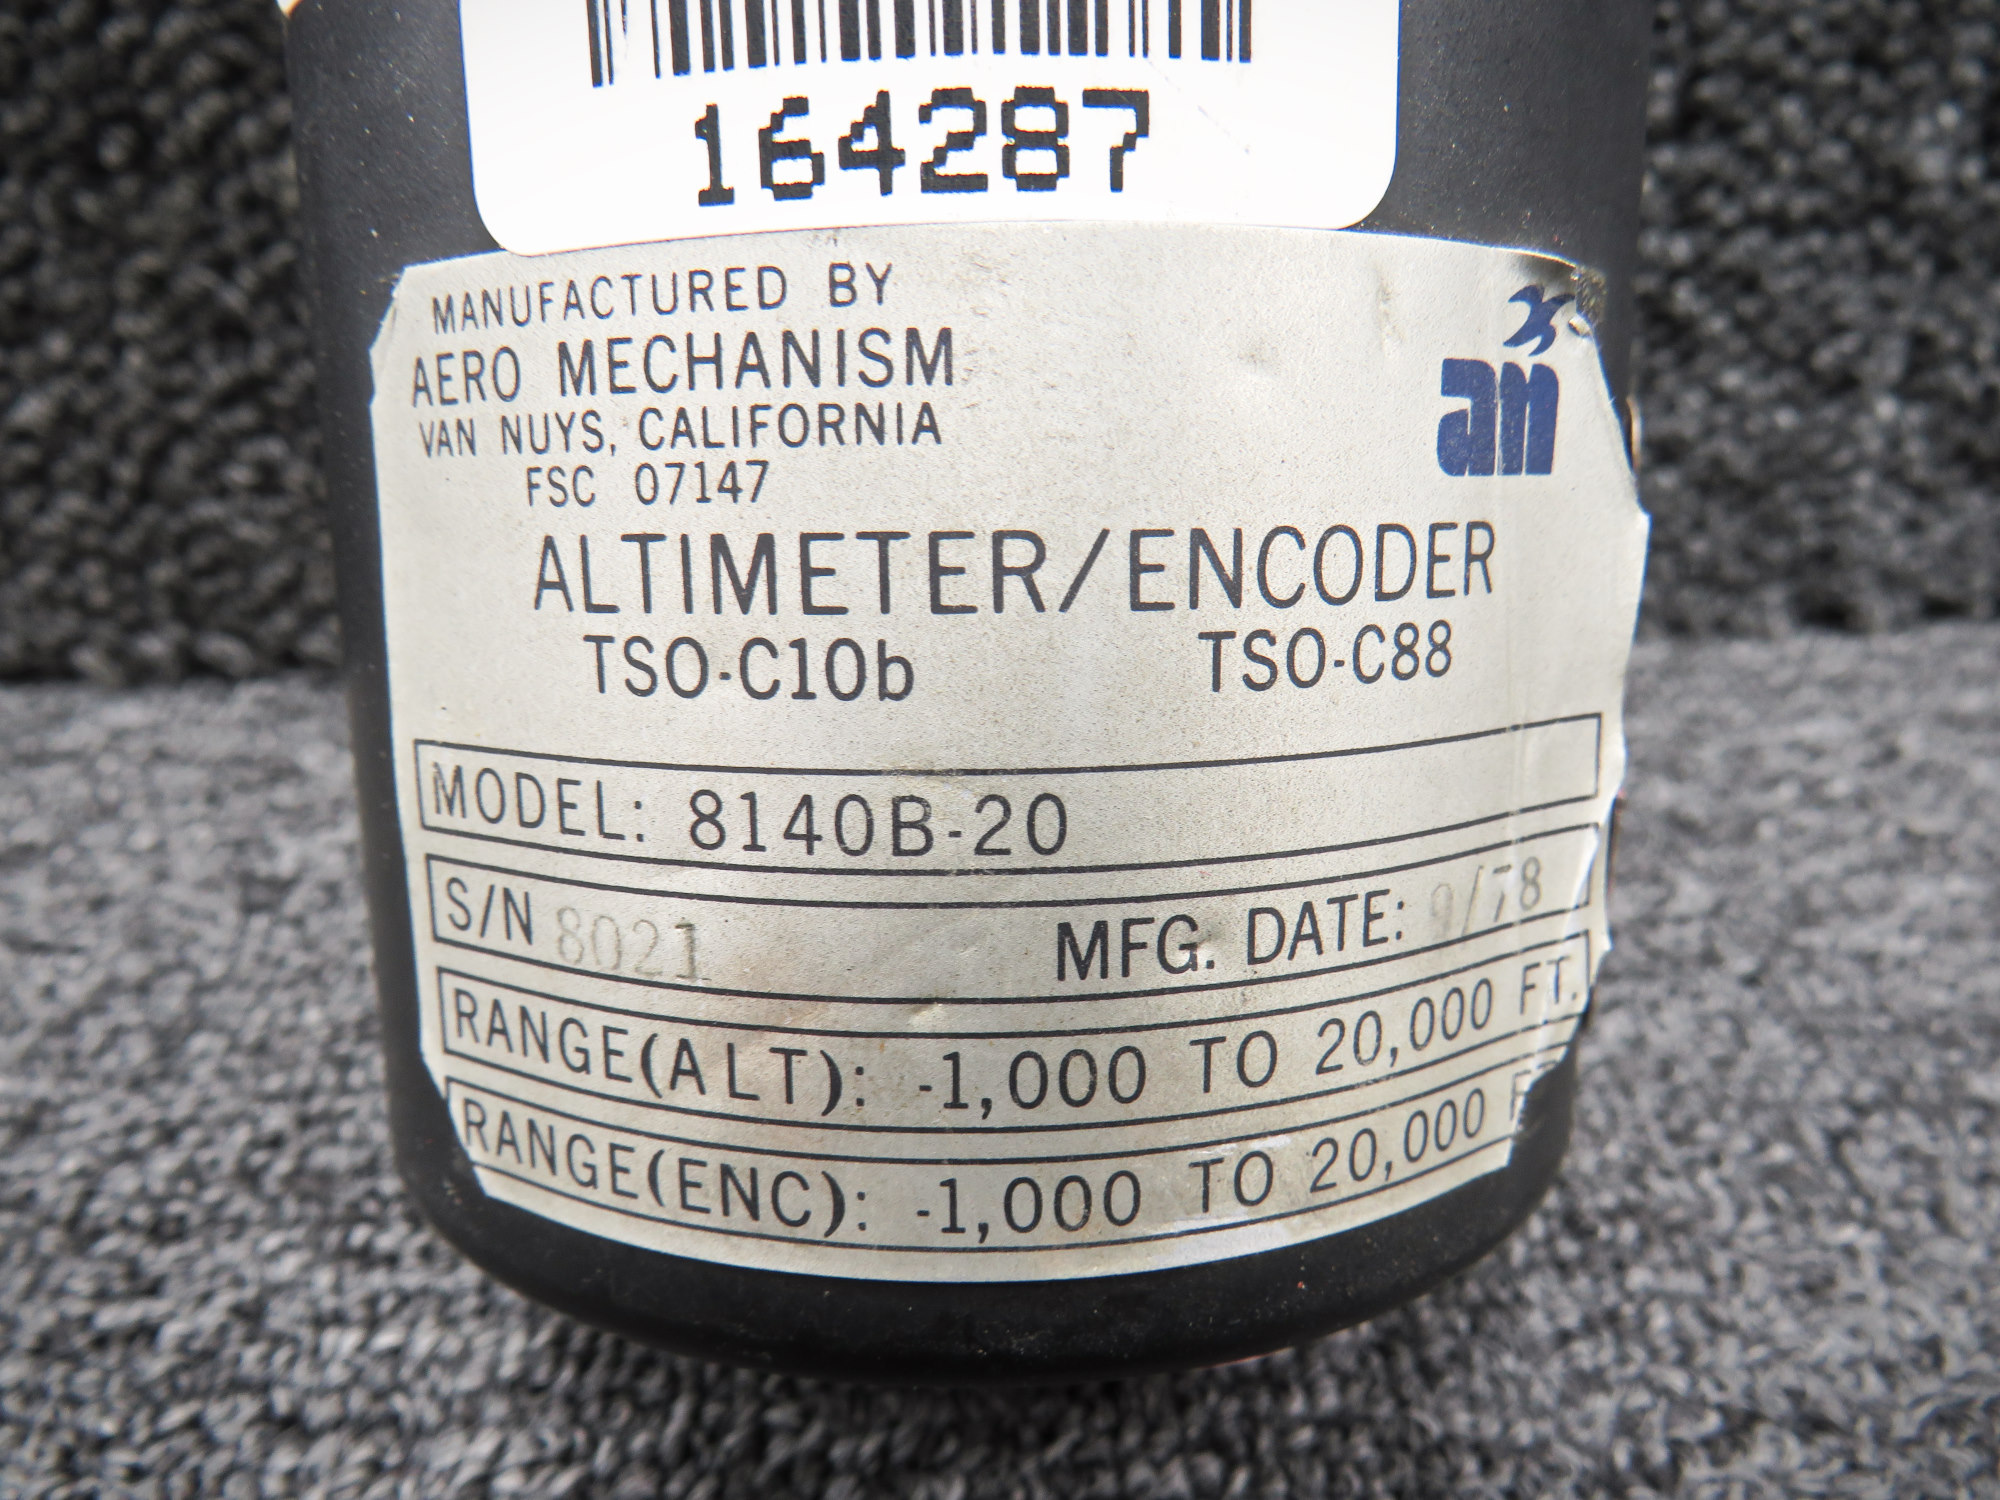 164287
MANUFACTURED BY
AERO MECHANISM
VAN NUYS, CALIFORNIA
FSC 07147
an
ALTIMETER/ENCODER
TSO-C10b TSO-C88
MODEL: 8140B-20
S/N 8021 MFG. DATE: 9/78
RANGE(ALT): -1,000 TO 20,000 FT.
RANGE(ENC): -1,000 TO 20,000